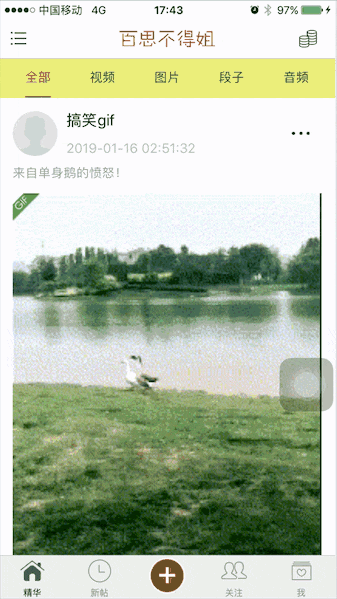 中国移动 4G 17:43 97%
百思不得姐
全部 视频 图片 段子 音频
搞笑gif
2019-01-16 02:51:32
来自单身鹅的愤怒!
GIF
精华 新帖 关注 我